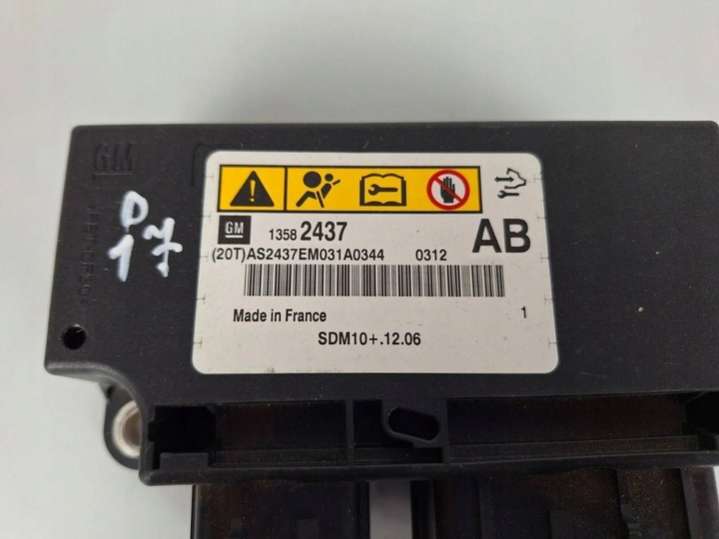 GM
D
17
GM 1358 2437 AB
(20T)AS2437EM031A0344 0312
Made in France 1
SDM10+.12.06